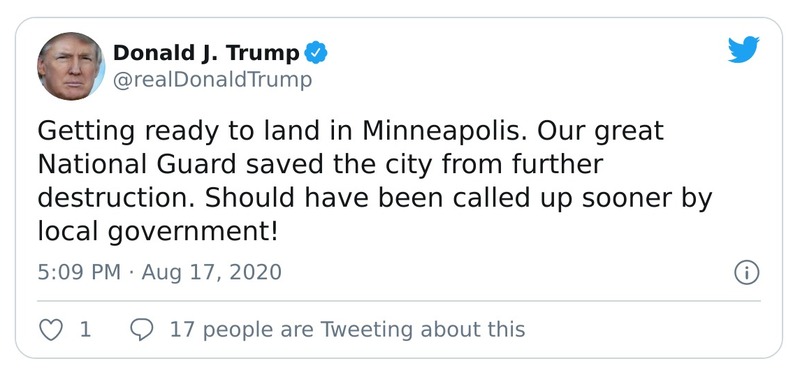 Donald J. Trump
@realDonaldTrump
Getting ready to land in Minneapolis. Our great
National Guard saved the city from further
destruction. Should have been called up sooner by
local government!
5:09 PM · Aug 17, 2020
1 17 people are Tweeting about this